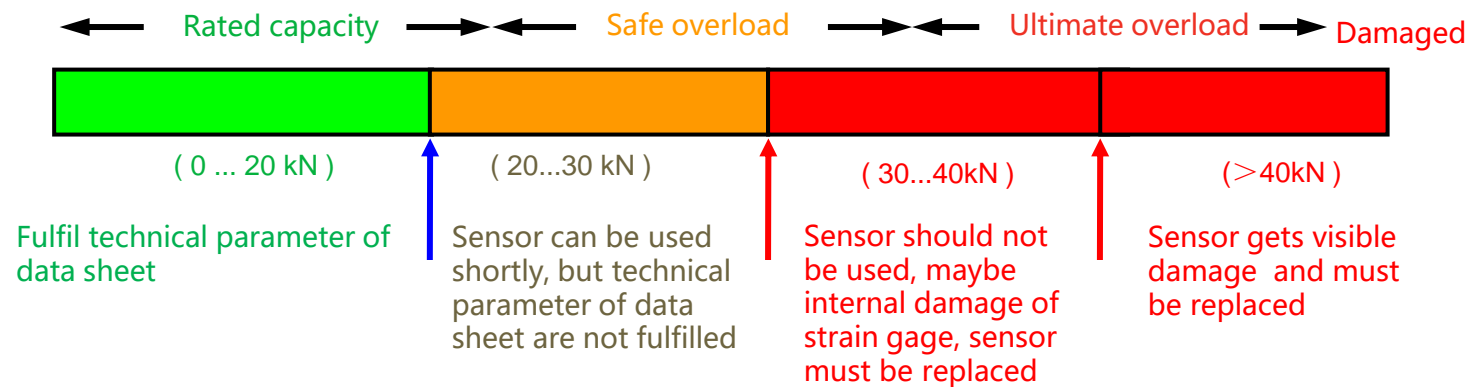 Rated capacity
Safe overload
Ultimate overload
Damaged
( 0 ... 20 kN )
( 20...30 kN )
( 30...40kN )
(＞40kN )
Fulfil technical parameter of
data sheet
Sensor can be used
shortly, but technical
parameter of data
sheet are not fulfilled
Sensor should not
be used, maybe
internal damage of
strain gage, sensor
must be replaced
Sensor gets visible
damage and must
be replaced